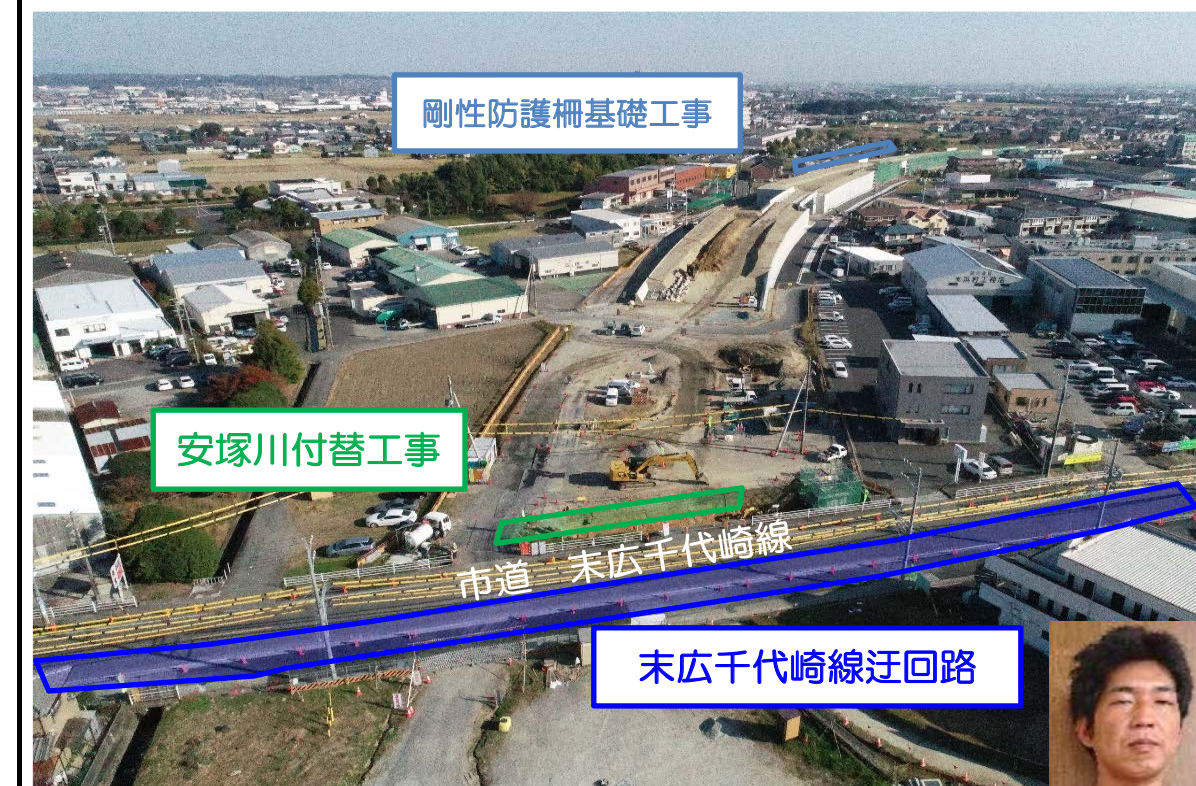 剛性防護柵基礎工事
安塚川付替工事
市道 末広千代崎線
末広千代崎線迂回路